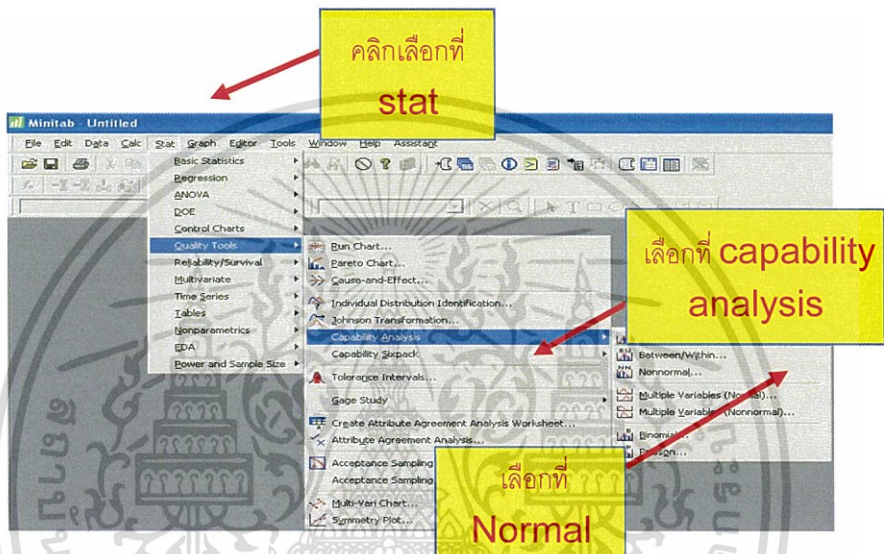 คลิกเลือกที่
stat
Minitab - Untitled
File Edit Data Calc Stat Graph Editor Tools Window Help Assistant
Basic Statistics
Regression
ANOVA
DOE
Control Charts
Quality Tools
Reliability/Survival
Multivariate
Time Series
Tables
Nonparametrics
EDA
Power and Sample Size
Run Chart...
Pareto Chart...
Cause-and-Effect...
Individual Distribution Identification...
Johnson Transformation...
Capability Analysis
Capability Sixpack
Tolerance Intervals...
Gage Study
Create Attribute Agreement Analysis Worksheet...
Attribute Agreement Analysis...
Acceptance Sampling
Acceptance Sampling
Multi-Vari Chart...
Symmetry Plot...
เลือกที่ capability
analysis
Between/Within...
Nonnormal...
Multiple Variables (Normal)...
Multiple Variables (Nonnormal)...
Binomial...
Poisson...
เลือกที่
Normal